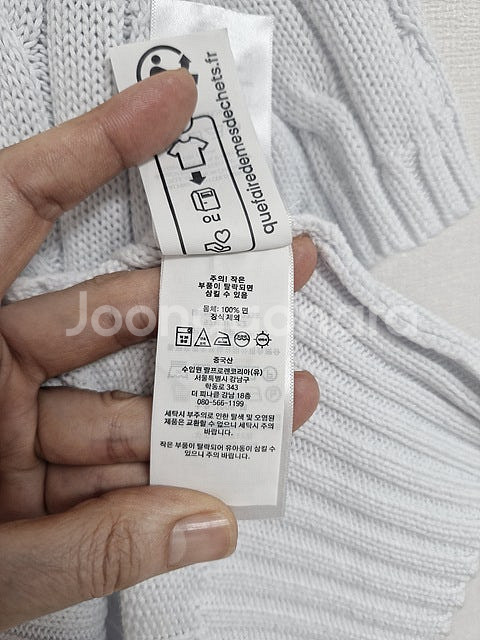 quefairedemesdechets.fr
OU
주의! 작은
부품이 탈락되면
삼킬 수 있음
몸체: 100% 면
장식 제외
중국산
수입원 랄프로렌코리아(유)
서울특별시 강남구
학동로 343
더 피나클 강남 18층
080-566-1199
세탁시 부주의로 인한 탈색 및 오염된
제품은 교환할 수 없으니 세탁시 주의
바랍니다.
작은 부품이 탈락되어 유아동이 삼킬 수
있으니 주의 바랍니다.